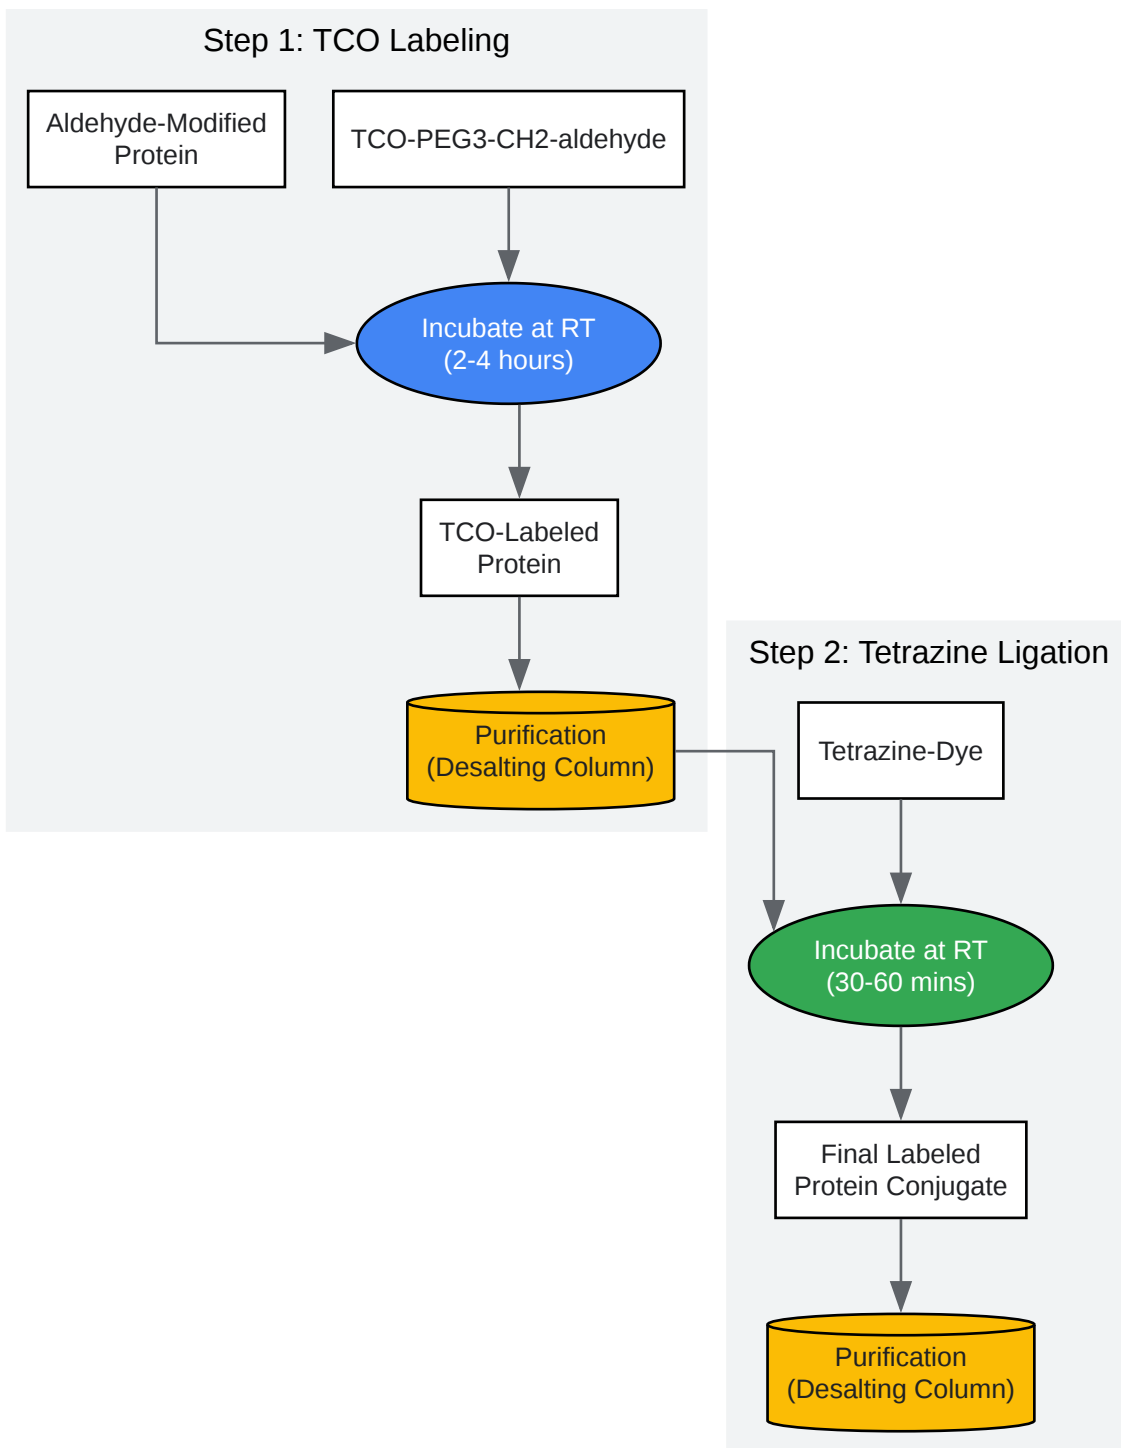 Step 1: TCO Labeling
Aldehyde-Modified
Protein
TCO-PEG3-CH2-aldehyde
Incubate at RT
(2-4 hours)
TCO-Labeled
Protein
Purification
(Desalting Column)
Step 2: Tetrazine Ligation
Tetrazine-Dye
Incubate at RT
(30-60 mins)
Final Labeled
Protein Conjugate
Purification
(Desalting Column)